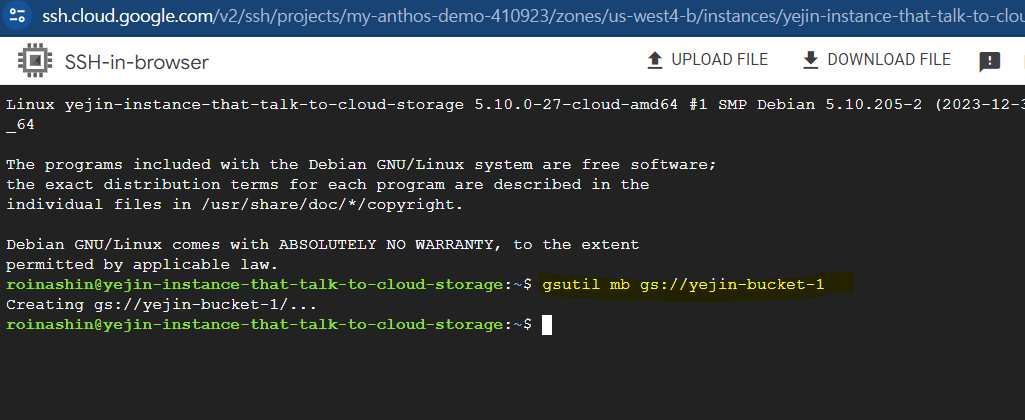 ssh.cloud.google.com/v2/ssh/projects/my-anthos-demo-410923/zones/us-west4-b/instances/yejin-instance-that-talk-to-clou
SSH-in-browser
UPLOAD FILE
DOWNLOAD FILE
Linux yejin-instance-that-talk-to-cloud-storage 5.10.0-27-cloud-amd64 #1 SMP Debian 5.10.205-2 (2023-12-3
_64
The programs included with the Debian GNU/Linux system are free software;
the exact distribution terms for each program are described in the
individual files in /usr/share/doc/*/copyright.
Debian GNU/Linux comes with ABSOLUTELY NO WARRANTY, to the extent
permitted by applicable law.
roinashin@yejin-instance-that-talk-to-cloud-storage:~$ gsutil mb gs://yejin-bucket-1
Creating gs://yejin-bucket-1/...
roinashin@yejin-instance-that-talk-to-cloud-storage:~$